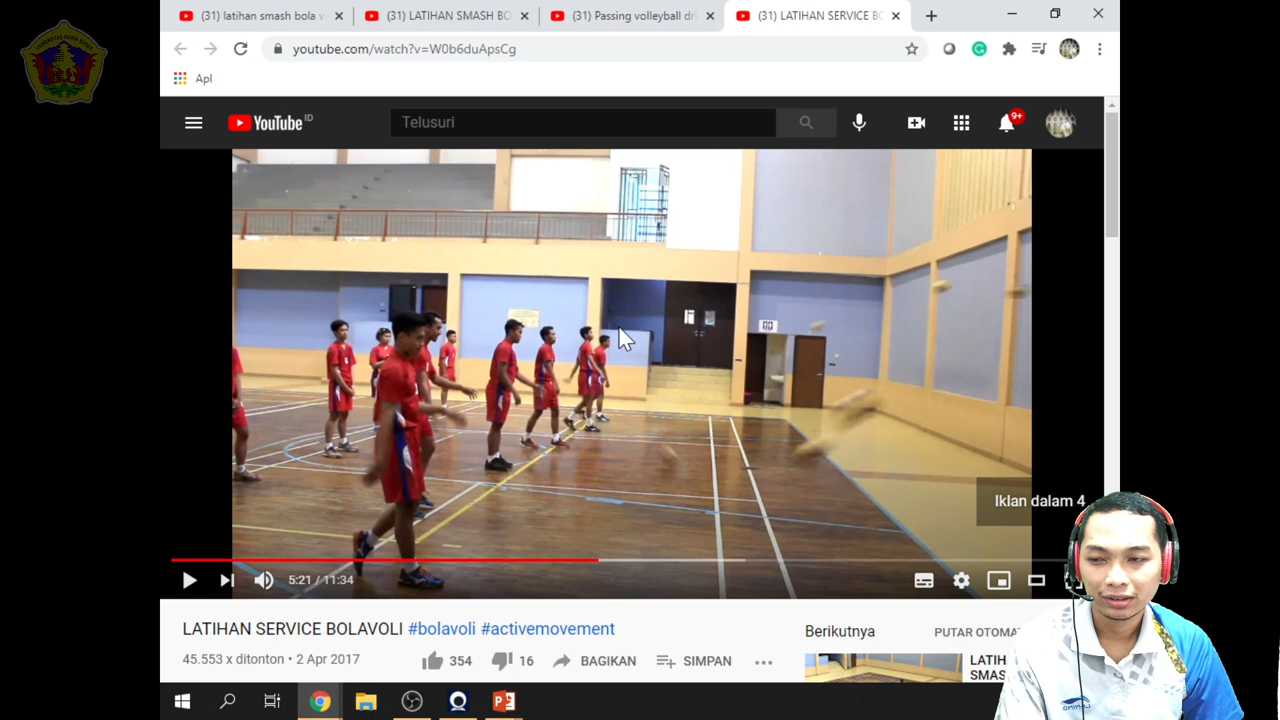 (31) latihan smash bola v
(31) LATIHAN SMASH BO
(31) Passing volleyball dr
(31) LATIHAN SERVICE BO
youtube.com/watch?v=W0b6duApsCg
Apl
YouTube ID
Telusuri
9+
Iklan dalam 4
5:21 / 11:34
LATIHAN SERVICE BOLAVOLI #bolavoli #activemovement
45.553 x ditonton • 2 Apr 2017
354
16
BAGIKAN
SIMPAN
Berikutnya
PUTAR OTOMA
LATIH
SMAS